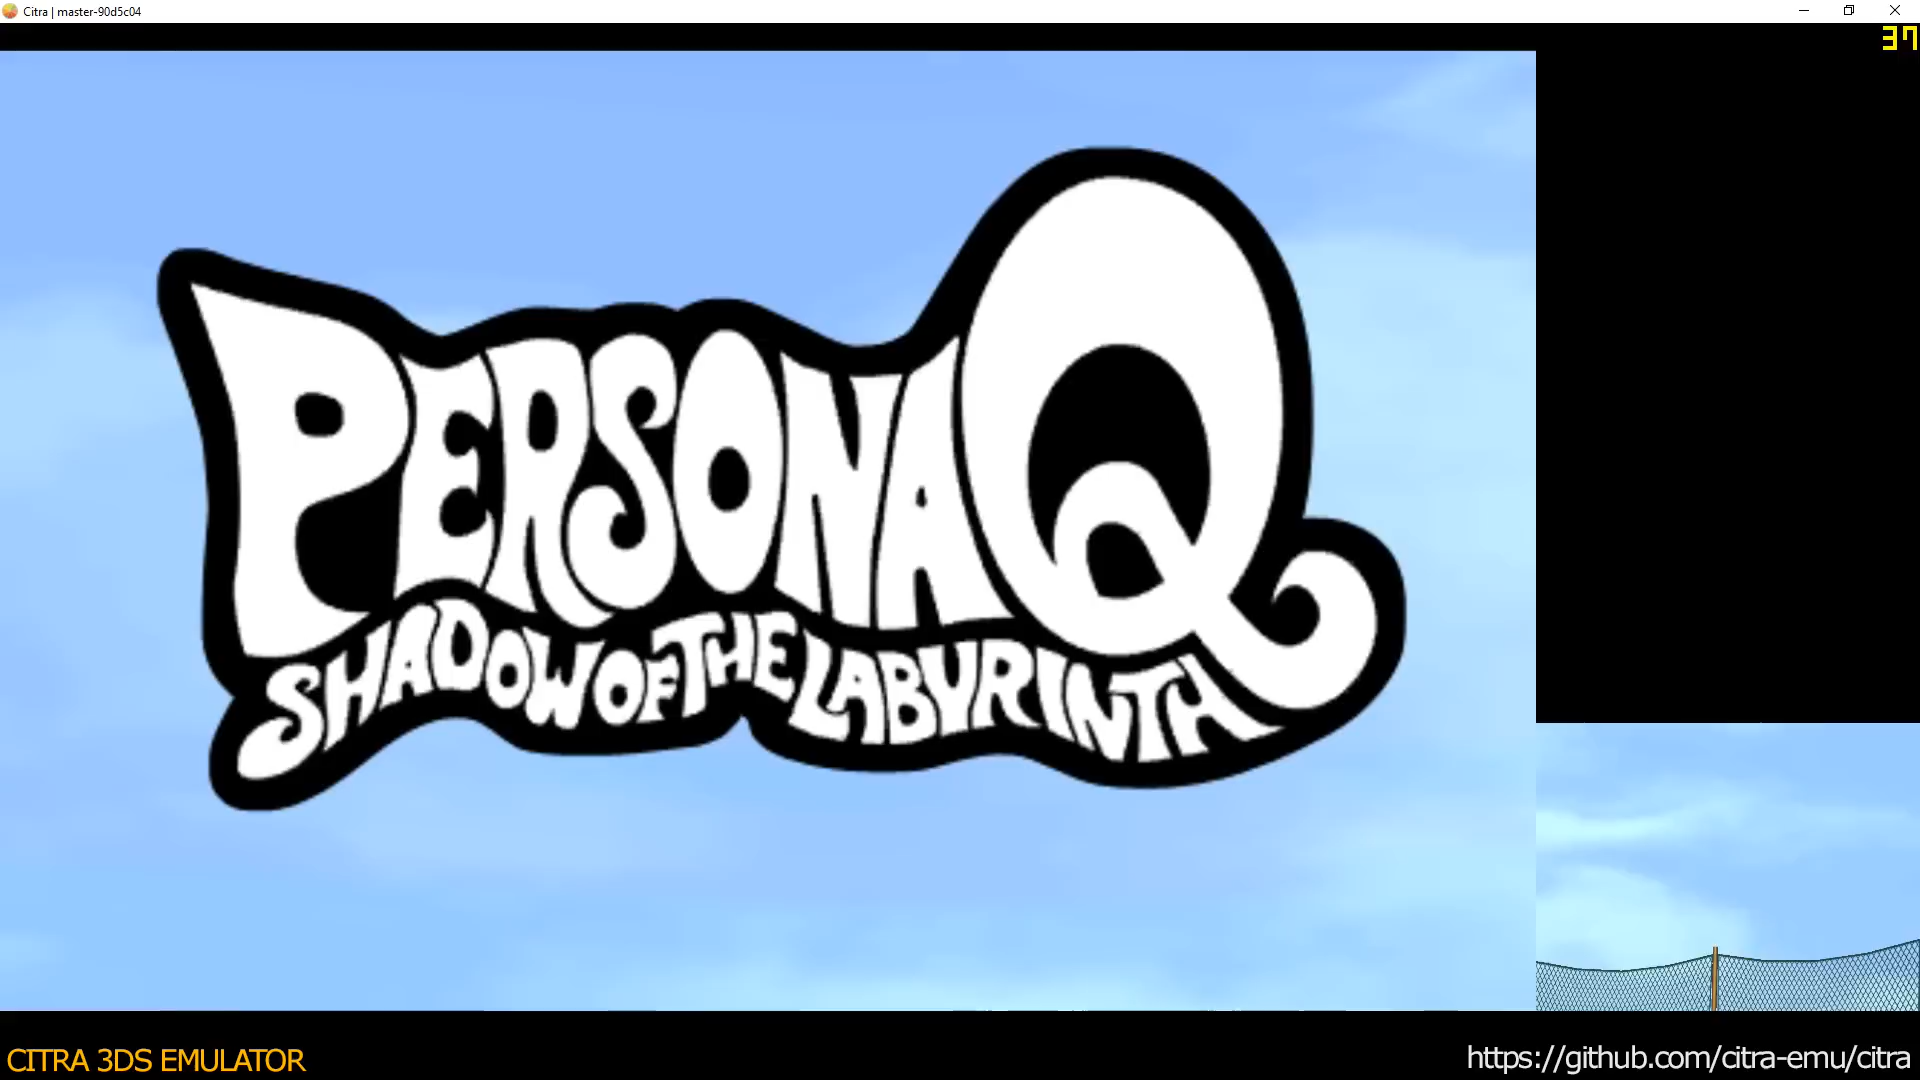 Citra | master-90d5c04
37
PERSONA Q
SHADOW OF THE LABYRINTH
CITRA 3DS EMULATOR
https://github.com/citra-emu/citra